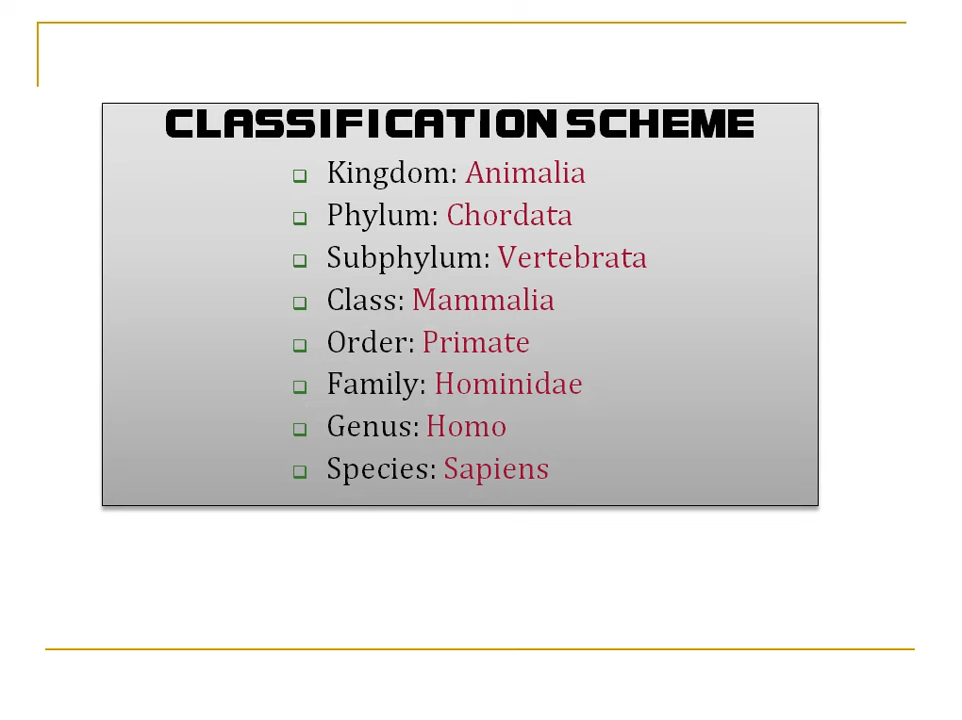 CLASSIFICATION SCHEME
Kingdom: Animalia
Phylum: Chordata
Subphylum: Vertebrata
Class: Mammalia
Order: Primate
Family: Hominidae
Genus: Homo
Species: Sapiens